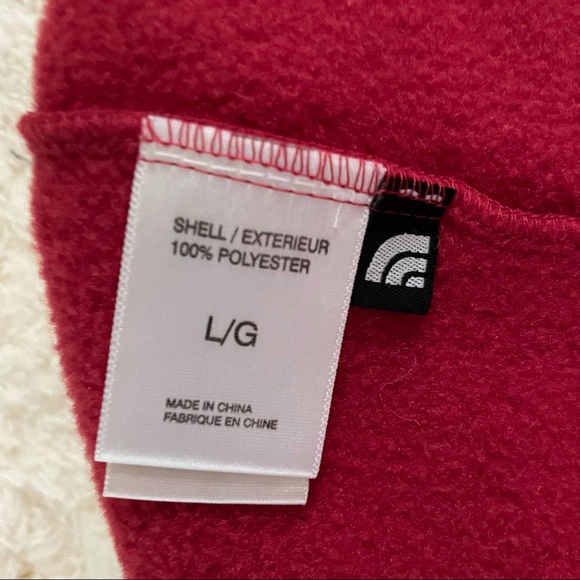 SHELL / EXTERIEUR
100% POLYESTER
L/G
MADE IN CHINA
FABRIQUE EN CHINE